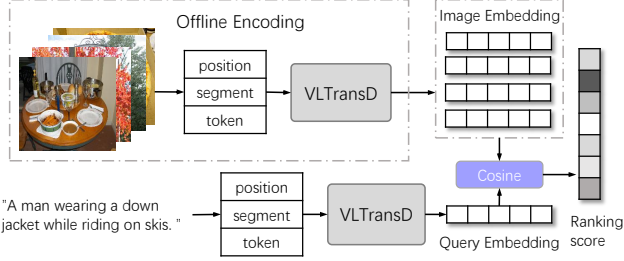 Offline Encoding
Image Embedding
position
segment
token
VLTransD
Cosine
"A man wearing a down
jacket while riding on skis. "
position
segment
token
VLTransD
Query Embedding
Ranking
score